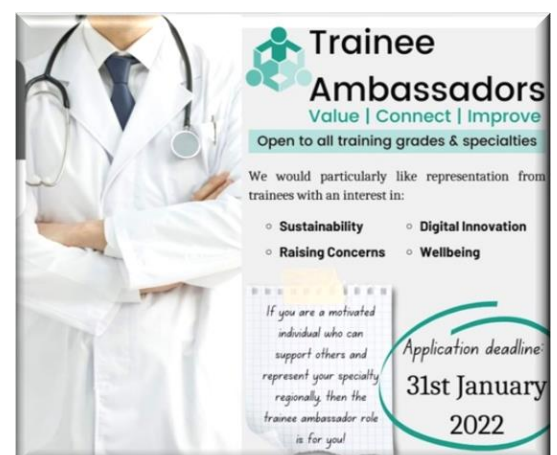 Trainee
Ambassadors
Value | Connect | Improve
Open to all training grades & specialties
We would particularly like representation from
trainees with an interest in:
◦ Sustainability
◦ Digital Innovation
◦ Raising Concerns
◦ Wellbeing
If you are a motivated
individual who can
support others and
represent your specialty
regionally, then the
trainee ambassador role
is for you!
Application deadline:
31st January
2022